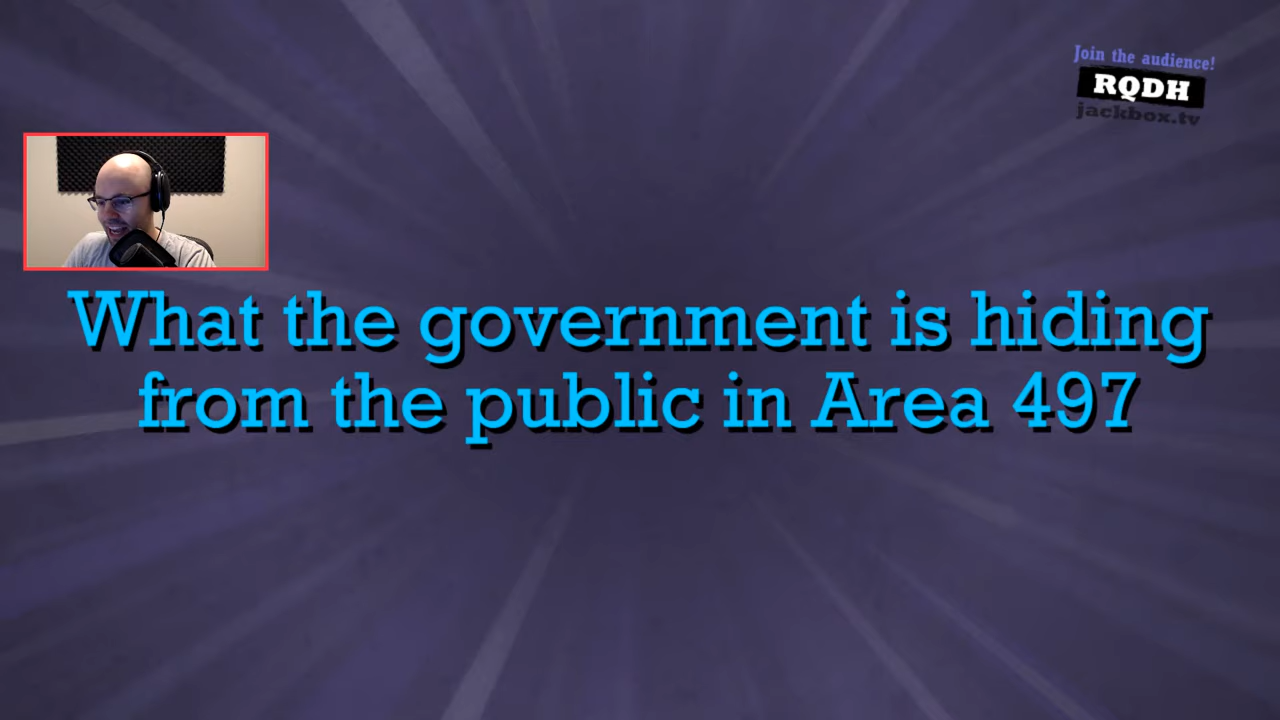 Join the audience!
RQDH
jackbox.tv
What the government is hiding
from the public in Area 497